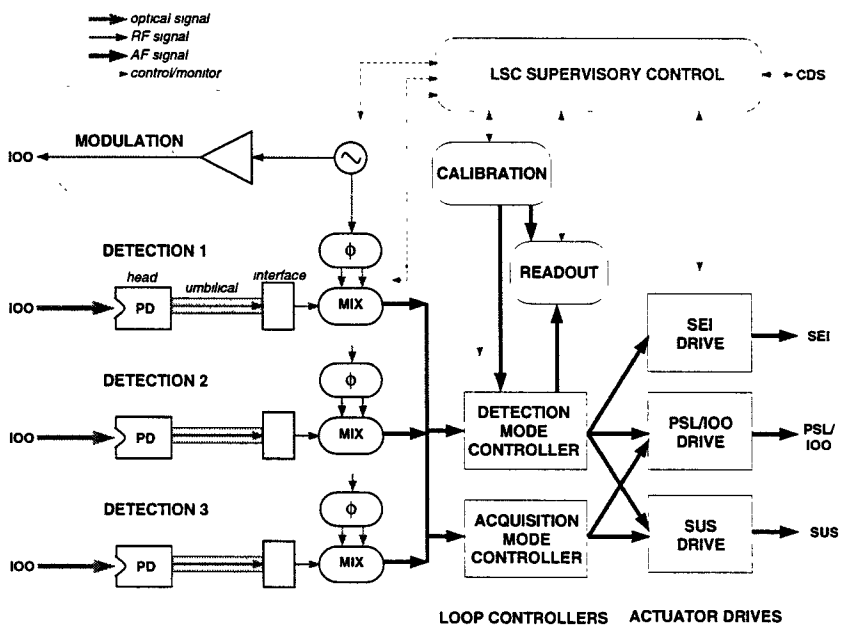 optical signal
RF signal
AF signal
control/monitor
LSC SUPERVISORY CONTROL
CDS
MODULATION
IOO
CALIBRATION
READOUT
DETECTION 1
head
umbilical
interface
IOO
PD
ϕ
MIX
SEI
DRIVE
SEI
DETECTION 2
IOO
PD
ϕ
MIX
DETECTION
MODE
CONTROLLER
PSL/IOO
DRIVE
PSL/
IOO
DETECTION 3
IOO
PD
ϕ
MIX
ACQUISITION
MODE
CONTROLLER
SUS
DRIVE
SUS
LOOP CONTROLLERS
ACTUATOR DRIVES